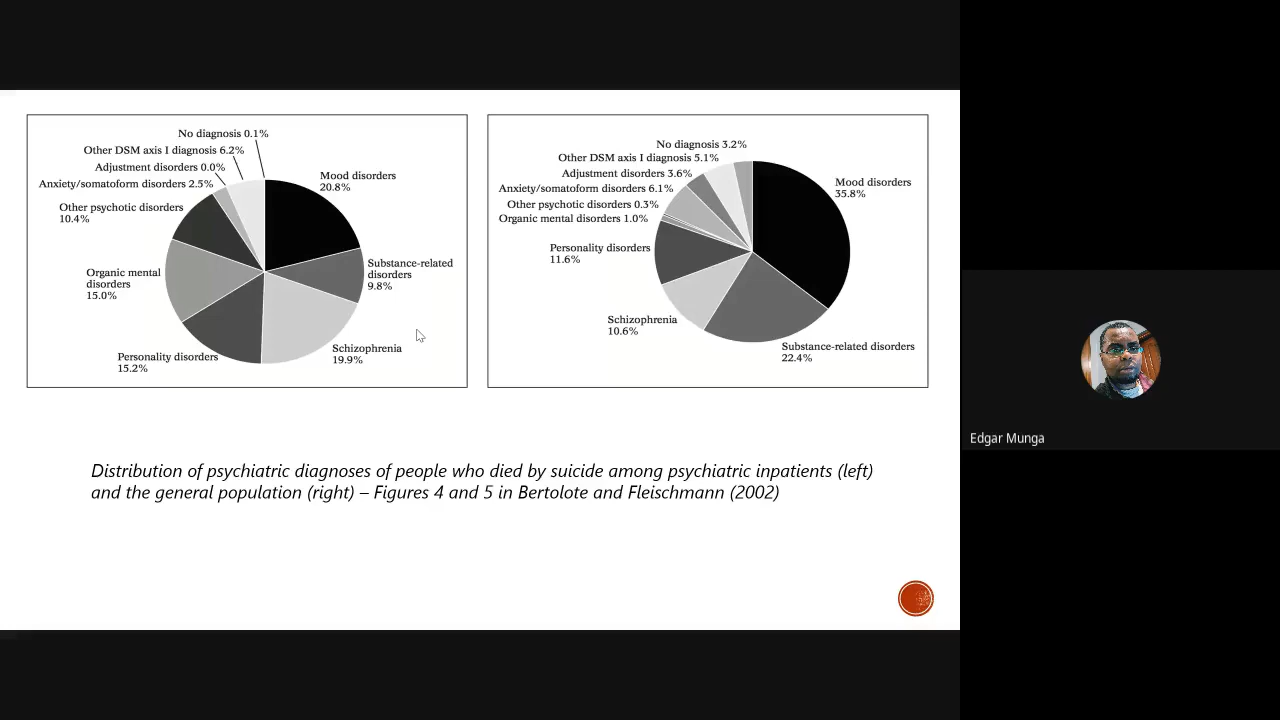 No diagnosis 0.1%
Other DSM axis I diagnosis 6.2%
Adjustment disorders 0.0%
Anxiety/somatoform disorders 2.5%
Other psychotic disorders
10.4%
Organic mental
disorders
15.0%
Personality disorders
15.2%
Mood disorders
20.8%
Substance-related
disorders
9.8%
Schizophrenia
19.9%
No diagnosis 3.2%
Other DSM axis I diagnosis 5.1%
Adjustment disorders 3.6%
Anxiety/somatoform disorders 6.1%
Other psychotic disorders 0.3%
Organic mental disorders 1.0%
Personality disorders
11.6%
Schizophrenia
10.6%
Mood disorders
35.8%
Substance-related disorders
22.4%
Distribution of psychiatric diagnoses of people who died by suicide among psychiatric inpatients (left)
and the general population (right) – Figures 4 and 5 in Bertolote and Fleischmann (2002)
Edgar Munga